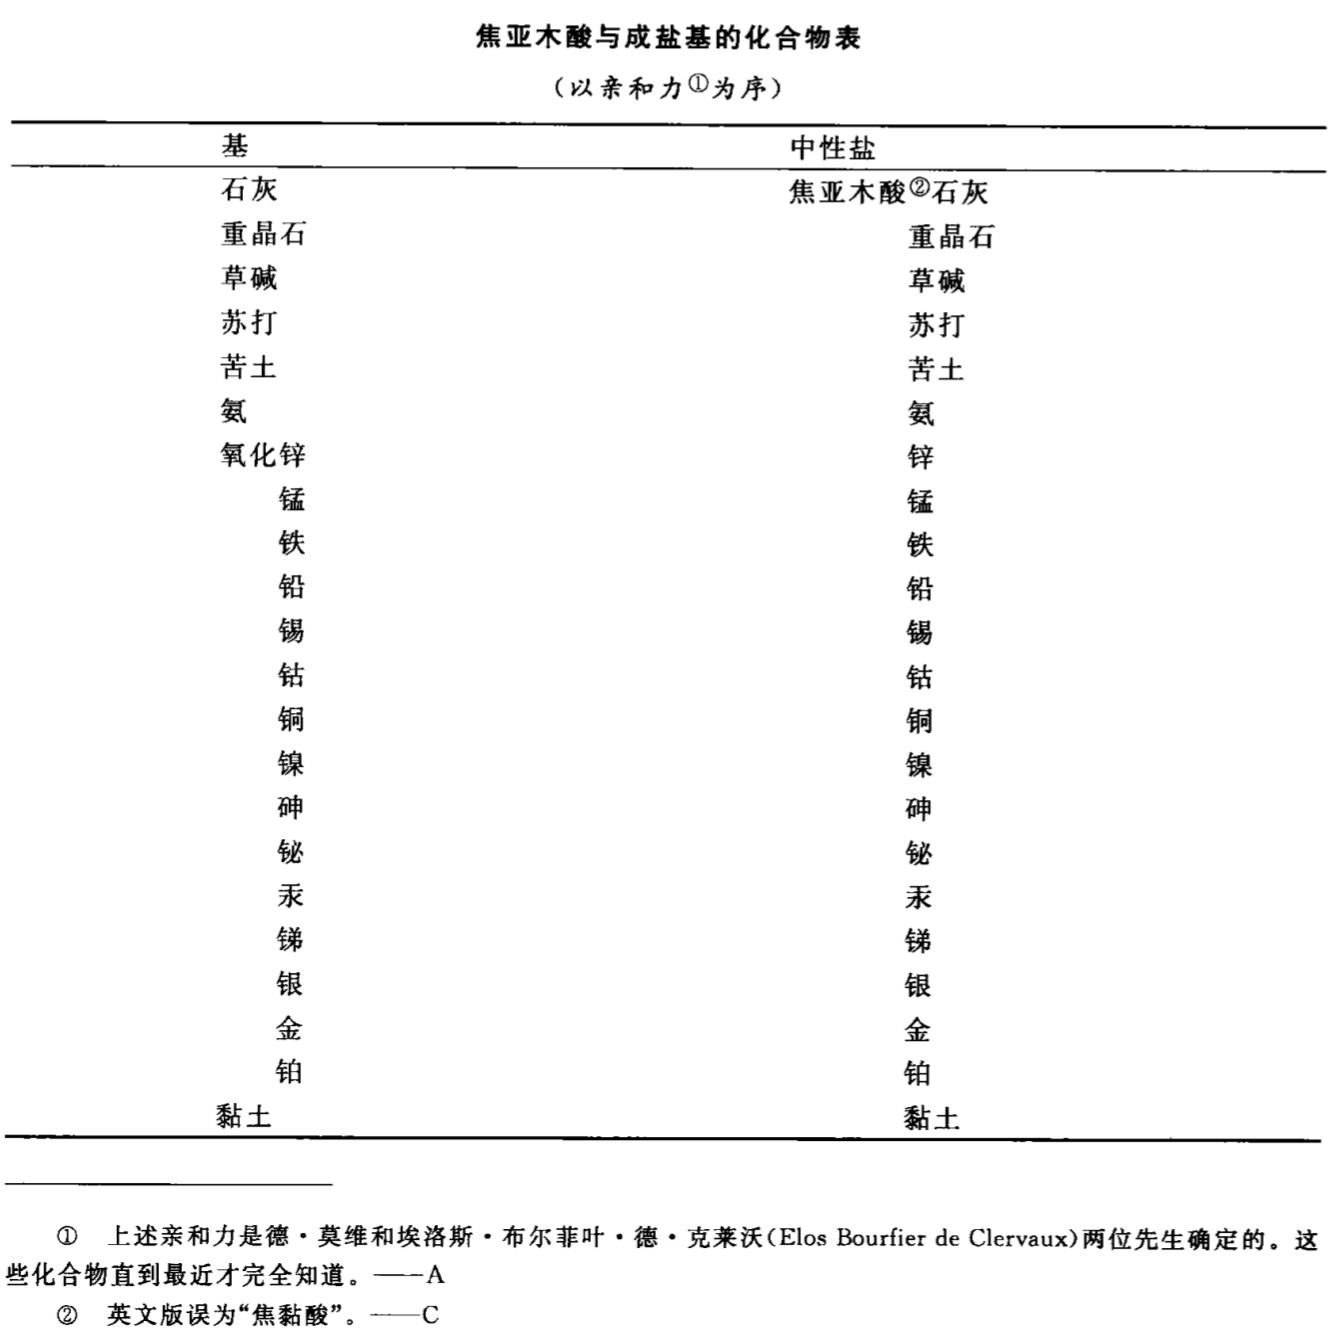 焦亚木酸与成盐基的化合物表
（以亲和力①为序）
基 中性盐
石灰 焦亚木酸②石灰
重晶石 重晶石
草碱 草碱
苏打 苏打
苦土 苦土
氨 氨
氧化锌 锌
锰 锰
铁 铁
铅 铅
锡 锡
钴 钴
铜 铜
镍 镍
砷 砷
铋 铋
汞 汞
锑 锑
银 银
金 金
铂 铂
黏土 黏土
① 上述亲和力是德·莫维和埃洛斯·布尔菲叶·德·克莱沃(Elos Bourfier de Clervaux)两位先生确定的。这
些化合物直到最近才完全知道。——A
② 英文版误为“焦黏酸”。——C